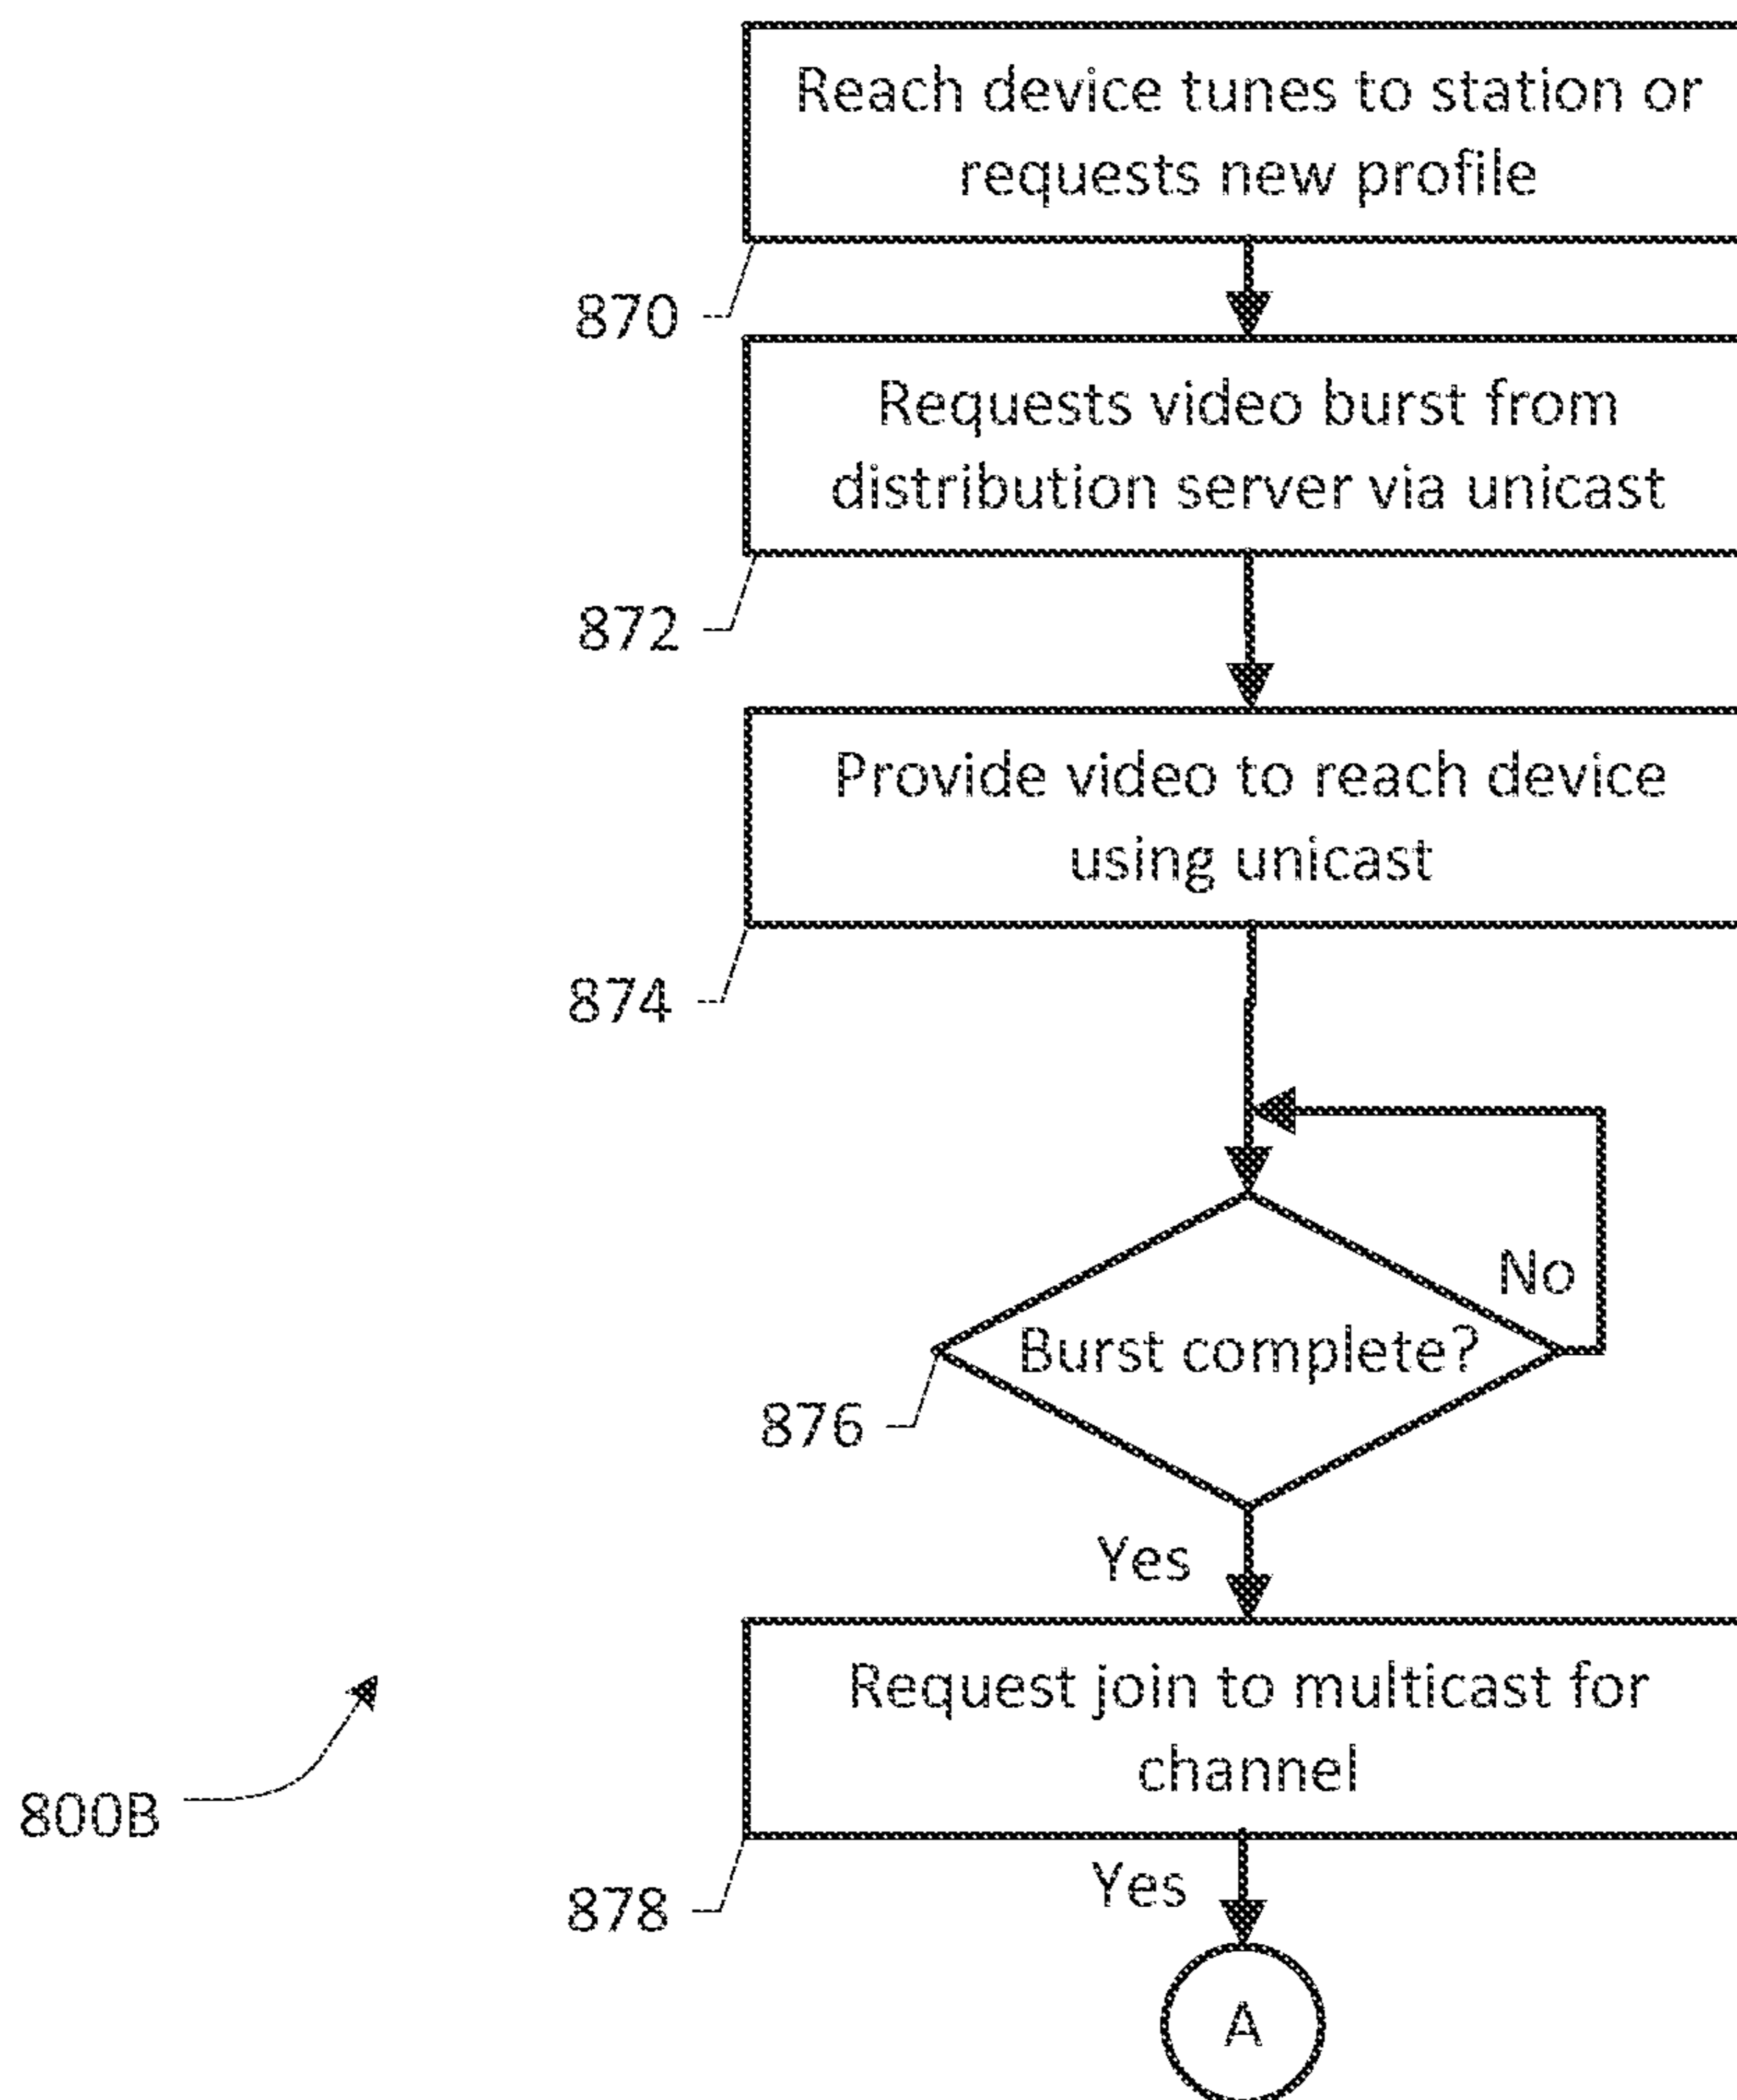 Reach device tunes to station or
requests new profile
870
Requests video burst from
distribution server via unicast
872
Provide video to reach device
using unicast
874
No
Burst complete?
876
Yes
Request join to multicast for
channel
800B
Yes
878
A